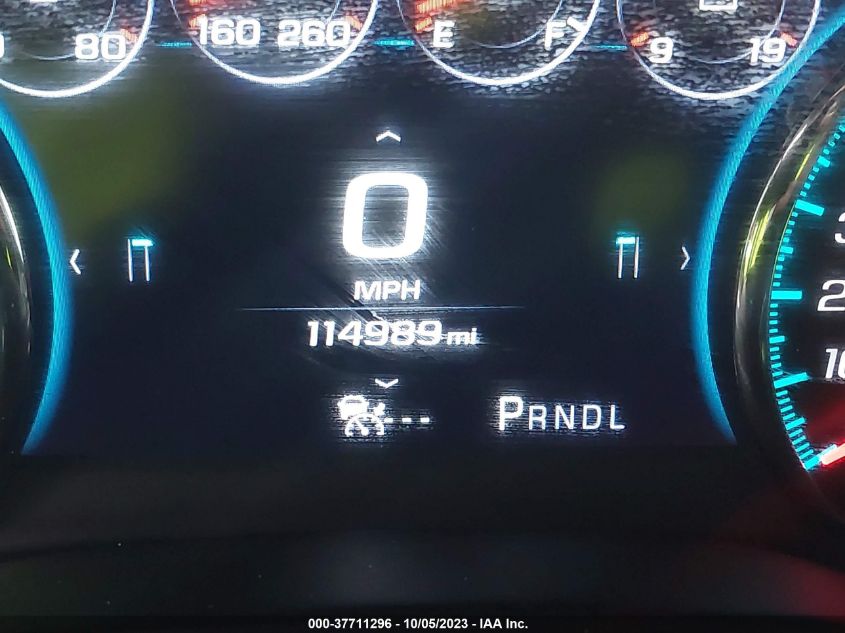 80 160 260 E F 9 19
0
MPH
114989 mi
---
PRNDL
000-37711296 - 10/05/2023 - IAA Inc.